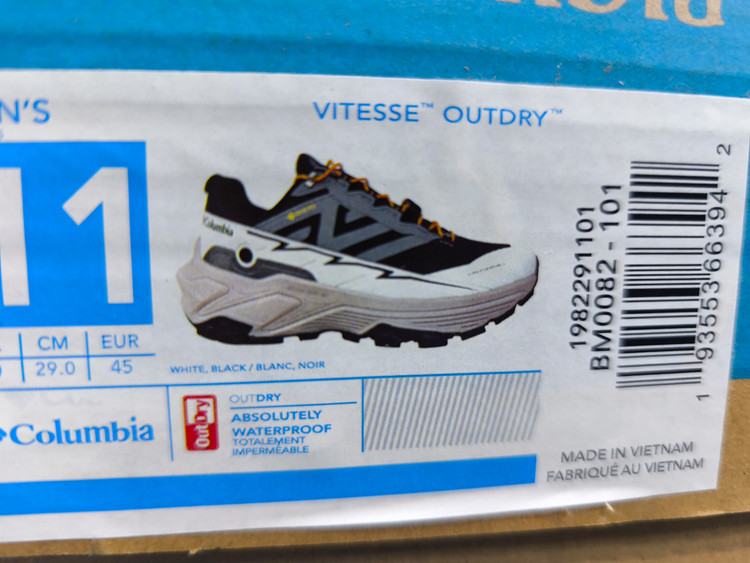 N'S
VITESSE™ OUTDRY™
11
CM
EUR
29.0
45
Columbia
WHITE, BLACK / BLANC, NOIR
Columbia
OutDry
OUTDRY
ABSOLUTELY
WATERPROOF
TOTALEMENT
IMPERMÉABLE
1982291101
BM0082 - 101
1 93553 66394 2
MADE IN VIETNAM
FABRIQUÉ AU VIETNAM